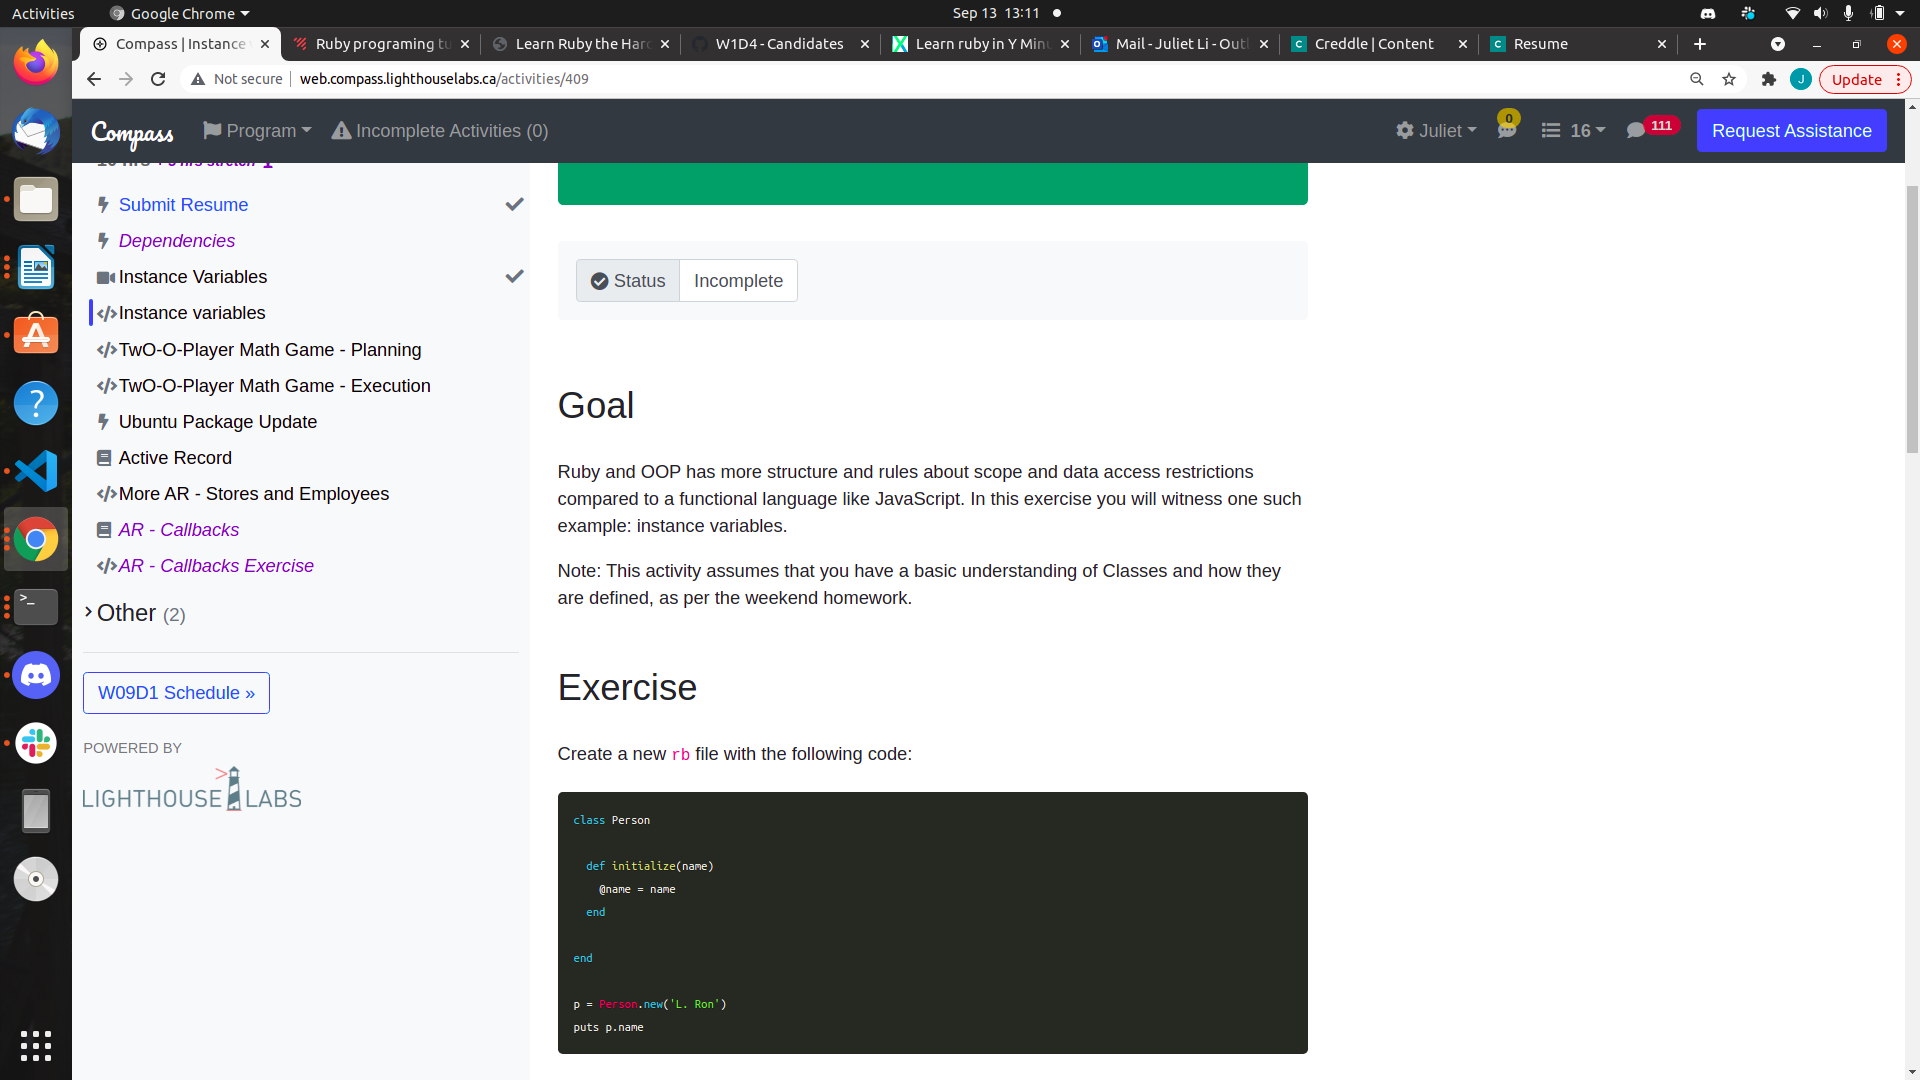 Activities
Google Chrome
Sep 13 13:11
Compass | Instance
Ruby programing tu
Learn Ruby the Hard
W1D4 - Candidates
Learn ruby in Y Minu
Mail - Juliet Li - Outl
Creddle | Content
Resume
Not secure
web.compass.lighthouselabs.ca/activities/409
J
Update
Compass
Program
Incomplete Activities (0)
Juliet
0
16
111
Request Assistance
Submit Resume
Dependencies
Instance Variables
Instance variables
TwO-O-Player Math Game - Planning
TwO-O-Player Math Game - Execution
Ubuntu Package Update
Active Record
More AR - Stores and Employees
AR - Callbacks
AR - Callbacks Exercise
Other (2)
W09D1 Schedule »
POWERED BY
LIGHTHOUSE LABS
Status
Incomplete
Goal
Ruby and OOP has more structure and rules about scope and data access restrictions
compared to a functional language like JavaScript. In this exercise you will witness one such
example: instance variables.
Note: This activity assumes that you have a basic understanding of Classes and how they
are defined, as per the weekend homework.
Exercise
Create a new rb file with the following code:
class Person
def initialize(name)
@name = name
end
end
p = Person.new('L. Ron')
puts p.name